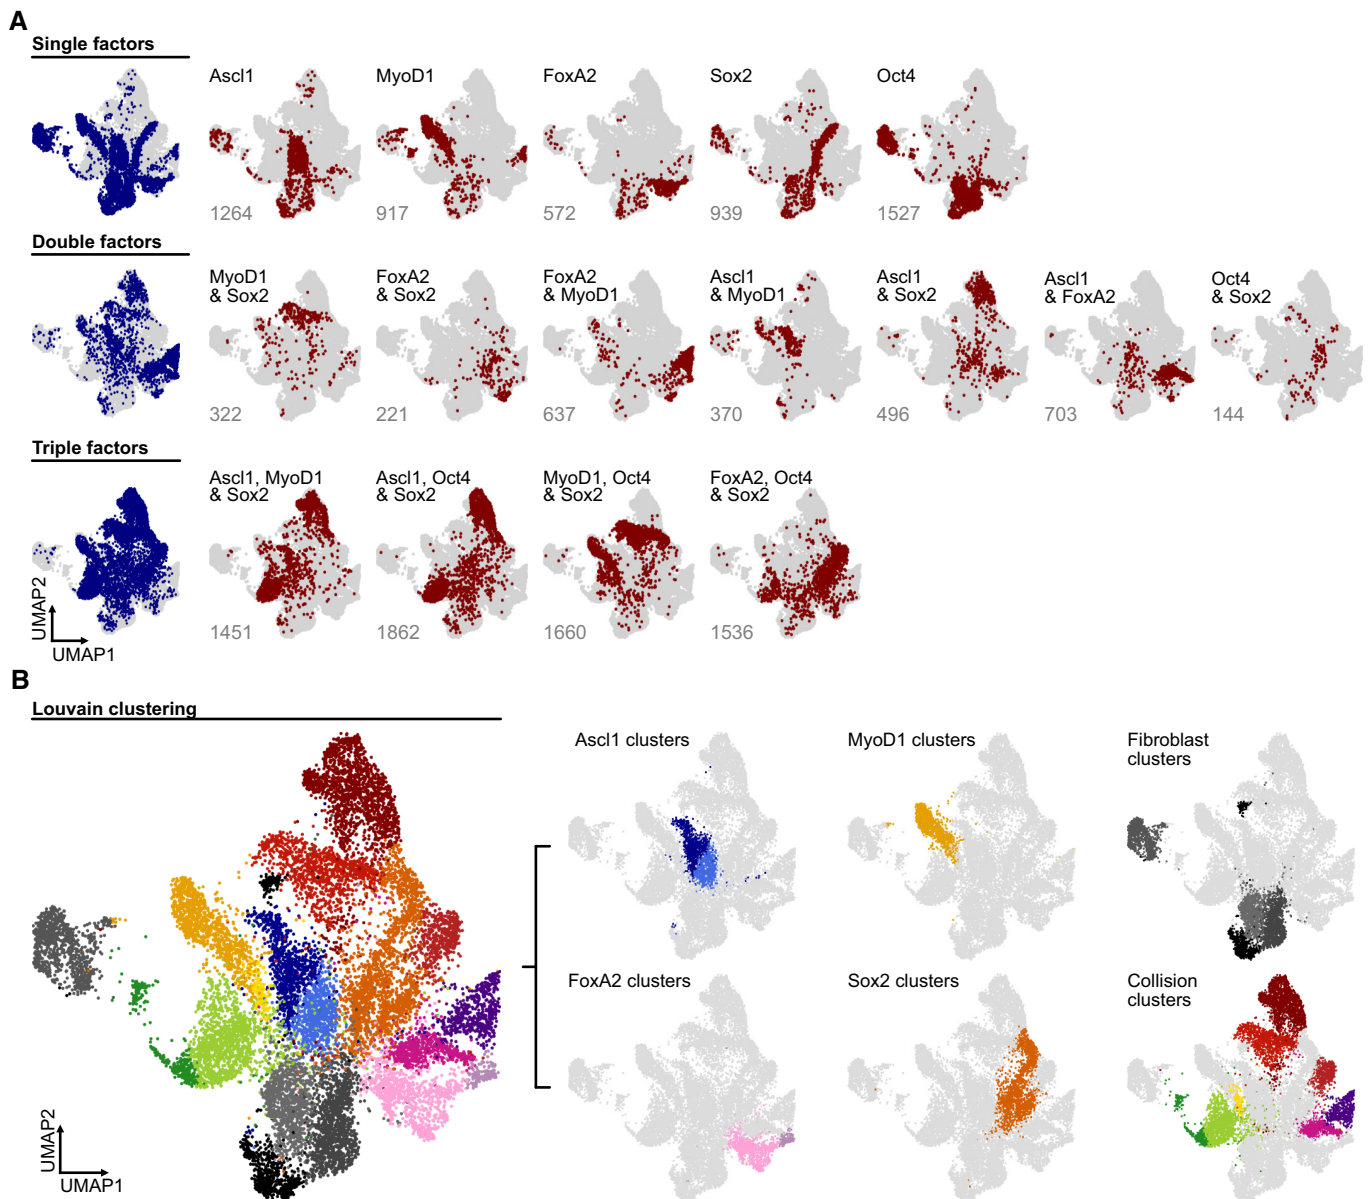 A
Single factors
Ascl1
MyoD1
FoxA2
Sox2
Oct4
1264
917
572
939
1527
Double factors
MyoD1
& Sox2
FoxA2
& Sox2
FoxA2
& MyoD1
Ascl1
& MyoD1
Ascl1
& Sox2
Ascl1
& FoxA2
Oct4
& Sox2
322
221
637
370
496
703
144
Triple factors
Ascl1, MyoD1
& Sox2
Ascl1, Oct4
& Sox2
MyoD1, Oct4
& Sox2
FoxA2, Oct4
& Sox2
1451
1862
1660
1536
UMAP2
UMAP1
B
Louvain clustering
Ascl1 clusters
MyoD1 clusters
Fibroblast
clusters
FoxA2 clusters
Sox2 clusters
Collision
clusters
UMAP2
UMAP1